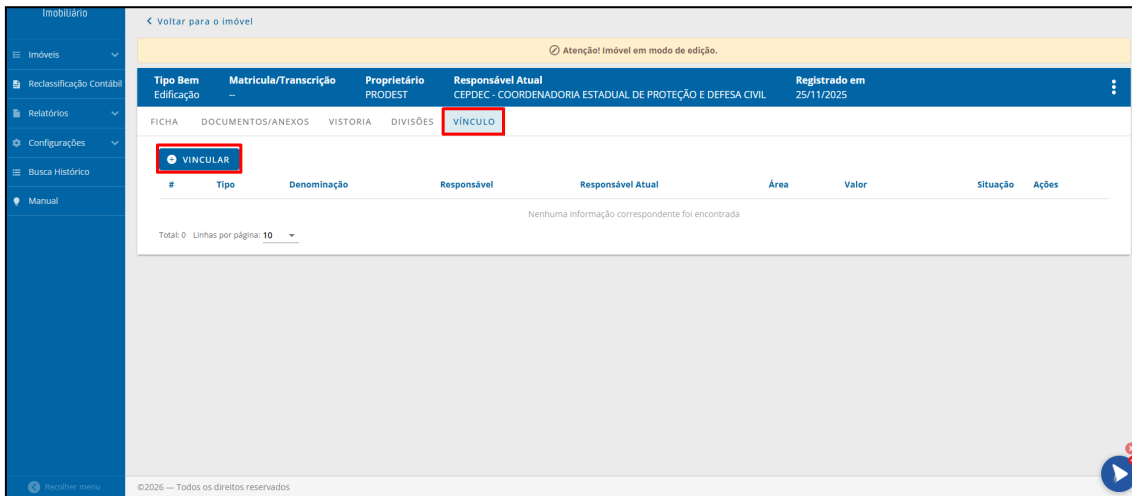 Imobiliário
Imóveis
Reclassificação Contábil
Relatórios
Configurações
Busca Histórico
Manual
Recolher menu
Voltar para o imóvel
Atenção! Imóvel em modo de edição.
Tipo Bem Matricula/Transcrição Proprietário Responsável Atual Registrado em
Edificação -- PRODEST CEPDEC - COORDENADORIA ESTADUAL DE PROTEÇÃO E DEFESA CIVIL 25/11/2025
FICHA DOCUMENTOS/ANEXOS VISTORIA DIVISÕES VÍNCULO
VINCULAR
# Tipo Denominação Responsável Responsável Atual Área Valor Situação Ações
Nenhuma informação correspondente foi encontrada
Total: 0 Linhas por página: 10
©2026 — Todos os direitos reservados